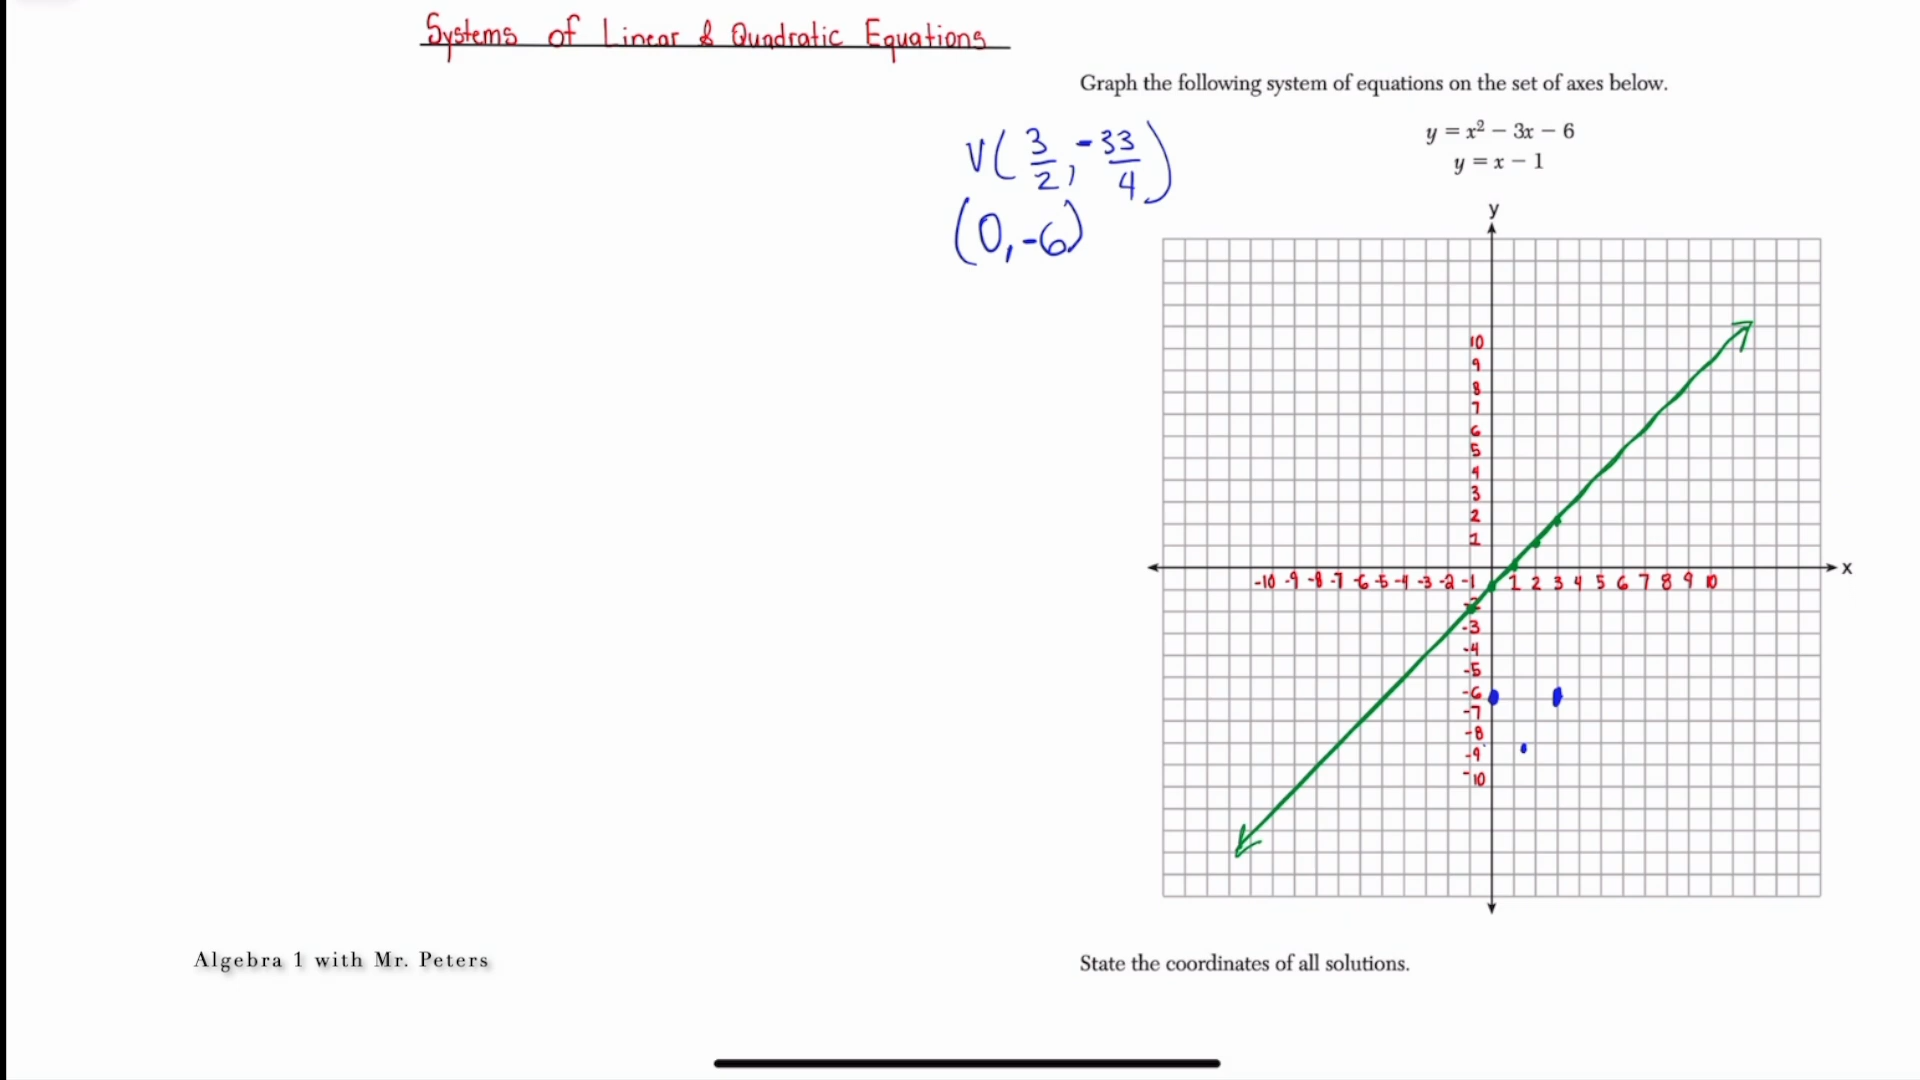 Systems of Linear & Quadratic Equations
Graph the following system of equations on the set of axes below.
y = x² − 3x − 6
y = x − 1
V(3/2, -33/4)
(0, -6)
y
10
9
8
7
6
5
4
3
2
1
x
-10 -9 -8 -7 -6 -5 -4 -3 -2 -1 1 2 3 4 5 6 7 8 9 10
-2
-3
-4
-5
-6
-7
-8
-9
-10
Algebra 1 with Mr. Peters
State the coordinates of all solutions.